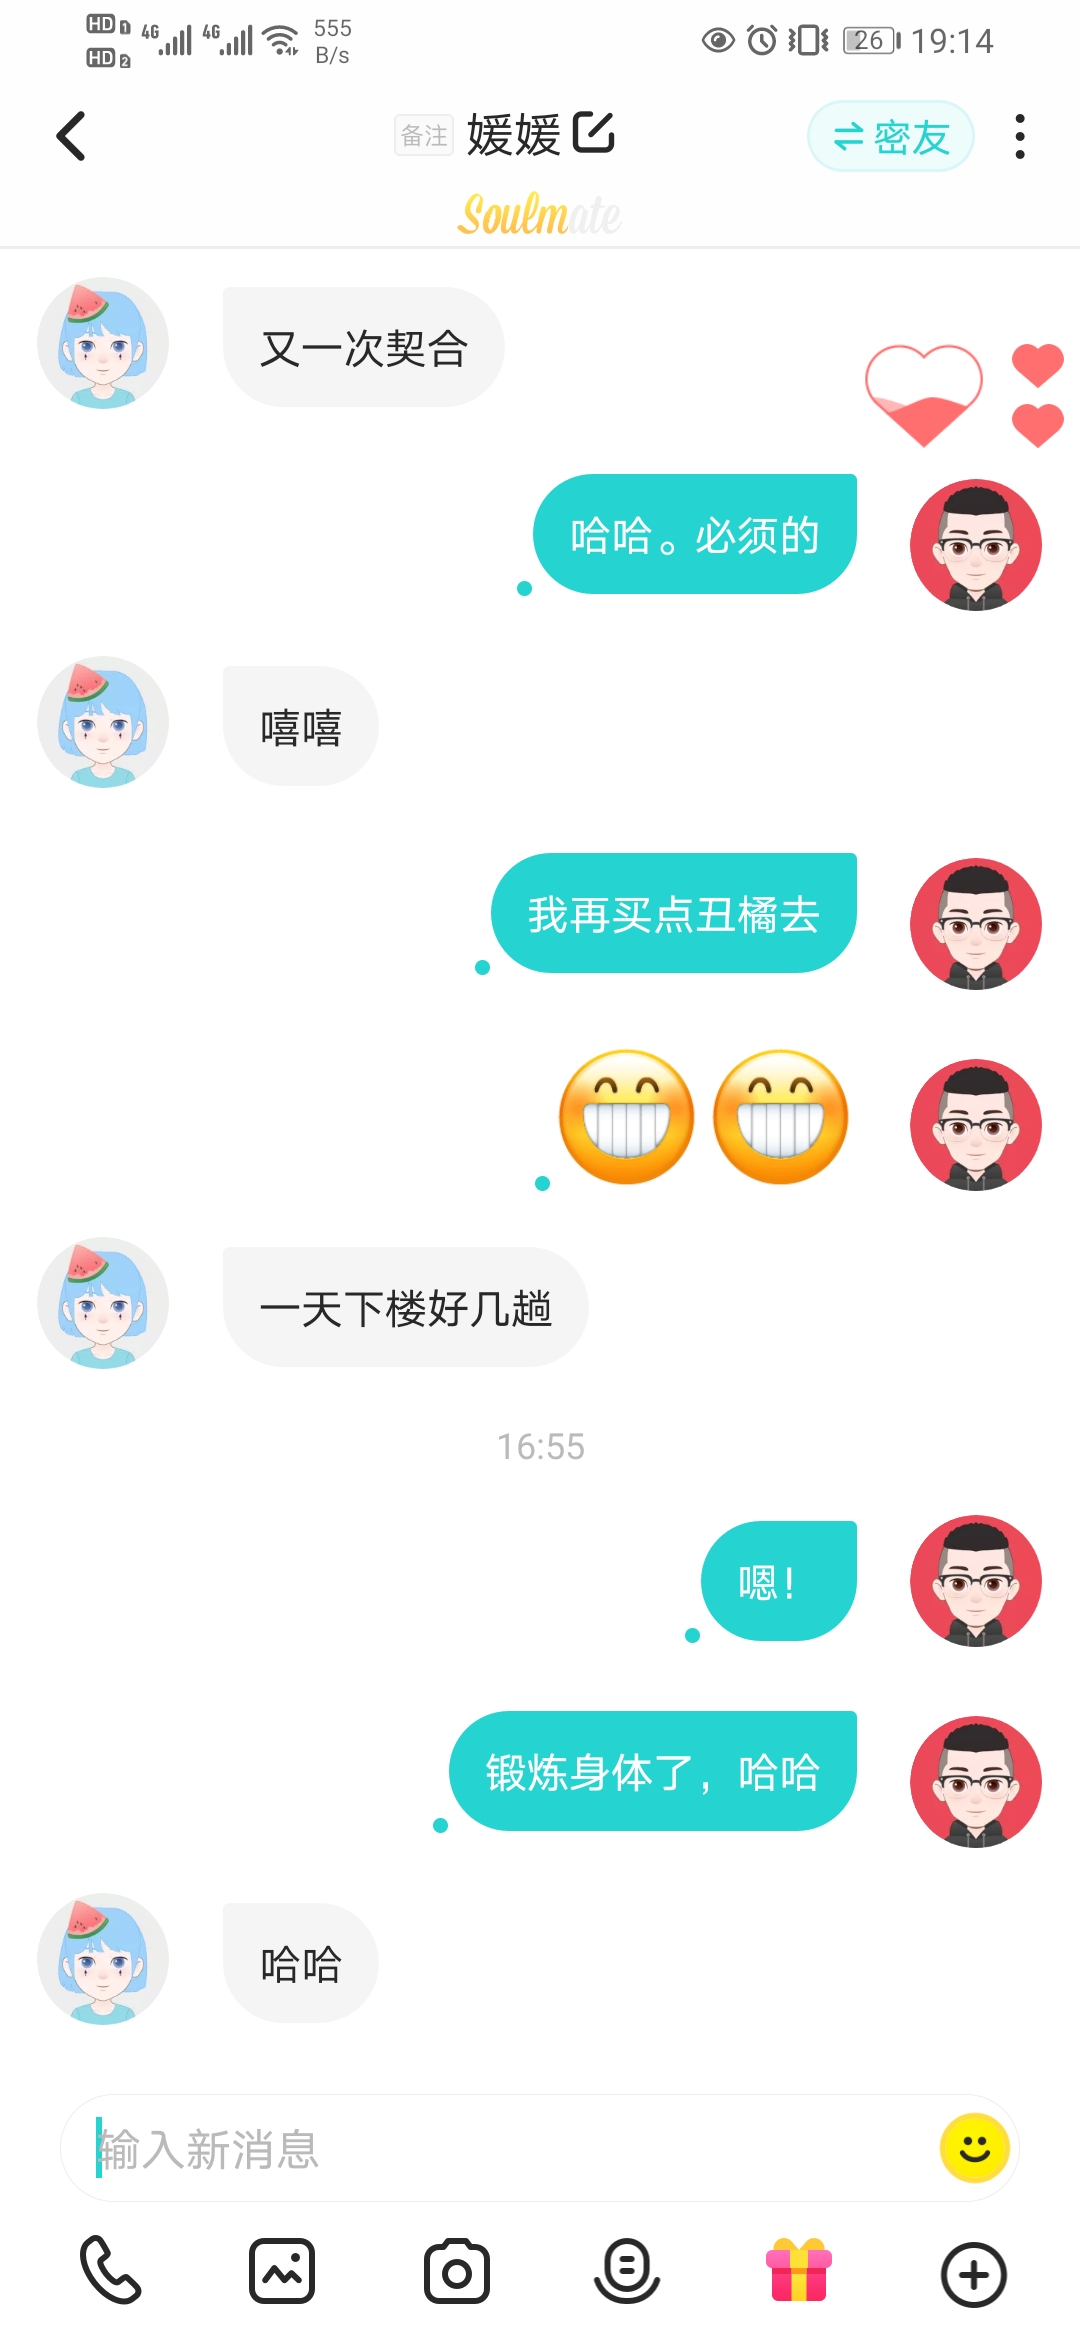 HD 1 4G 4G 555
HD 2 B/s
26 19:14
备注 媛媛 密友
Soulmate
又一次契合
哈哈。必须的
嘻嘻
我再买点丑橘去
一天下楼好几趟
16:55
嗯!
锻炼身体了，哈哈
哈哈
输入新消息